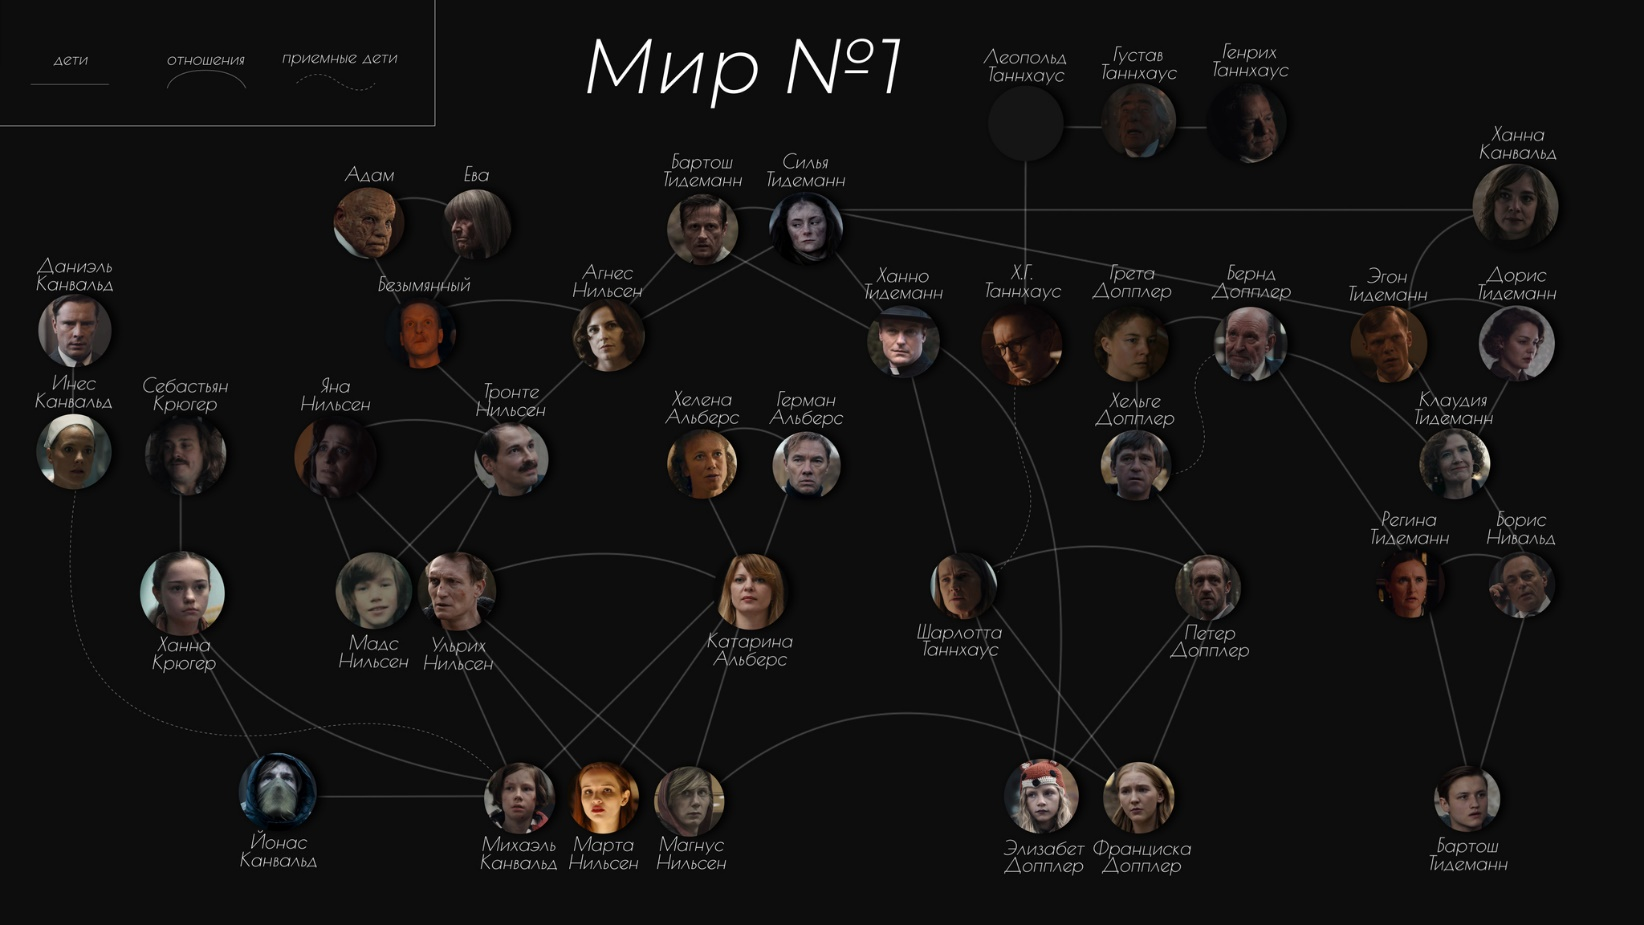 дети
отношения
приемные дети
Мир №1
Леопольд
Таннхаус
Густав
Таннхаус
Генрих
Таннхаус
Ханна
Канвальд
Бартош
Тидеманн
Силья
Тидеманн
Адам
Ева
Даниэль
Канвальд
Безымянный
Агнес
Нильсен
Ханно
Тидеманн
Х.Г.
Таннхаус
Грета
Допплер
Бернд
Допплер
Эгон
Тидеманн
Дорис
Тидеманн
Инес
Канвальд
Себастьян
Крюгер
Яна
Нильсен
Тронте
Нильсен
Хелена
Альберс
Герман
Альберс
Хельге
Допплер
Клаудия
Тидеманн
Регина
Тидеманн
Борис
Нивальд
Ханна
Крюгер
Мадс
Нильсен
Ульрих
Нильсен
Катарина
Альберс
Шарлотта
Таннхаус
Петер
Допплер
Йонас
Канвальд
Михаэль
Канвальд
Марта
Нильсен
Магнус
Нильсен
Элизабет
Допплер
Франциска
Допплер
Бартош
Тидеманн